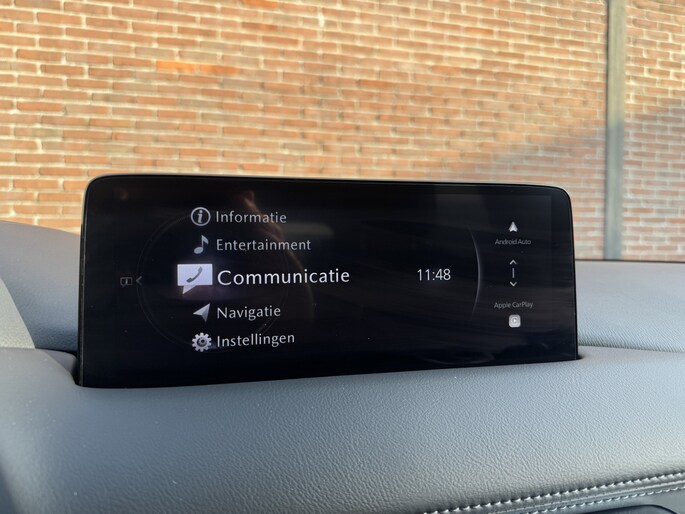 Informatie
Entertainment
Communicatie
11:48
Navigatie
Instellingen
Android Auto
Apple CarPlay